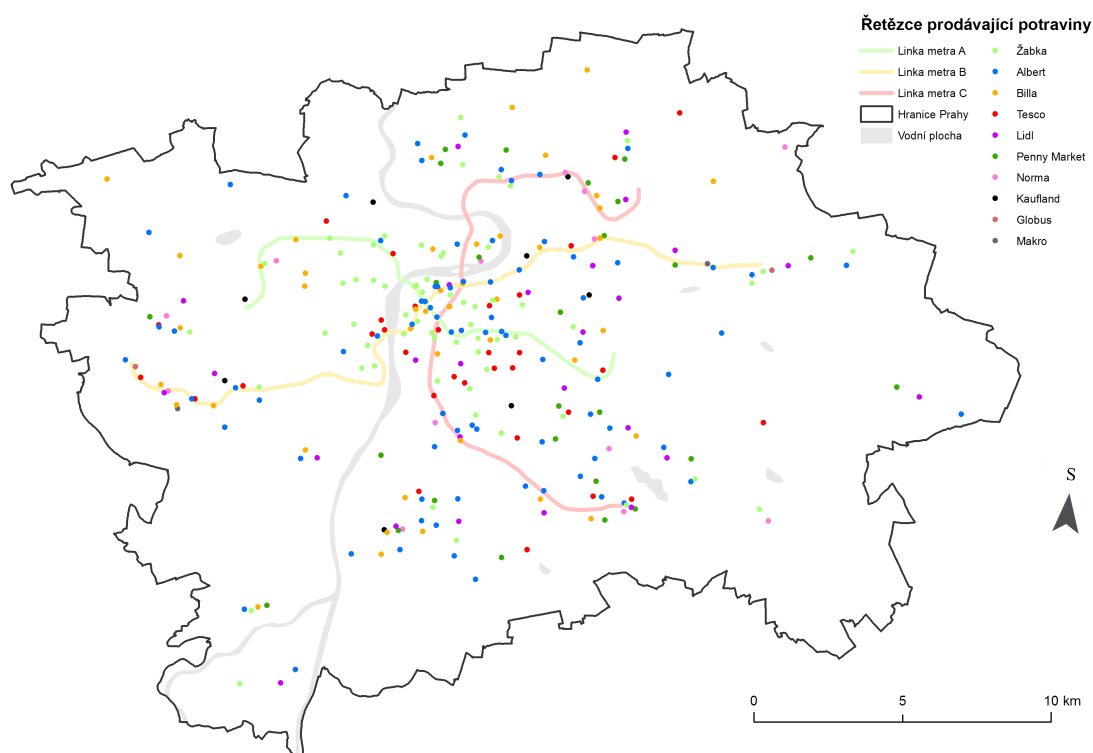 Řetězce prodávající potraviny
Linka metra A
Linka metra B
Linka metra C
Hranice Prahy
Vodní plocha
Žabka
Albert
Billa
Tesco
Lidl
Penny Market
Norma
Kaufland
Globus
Makro
S
0 5 10 km